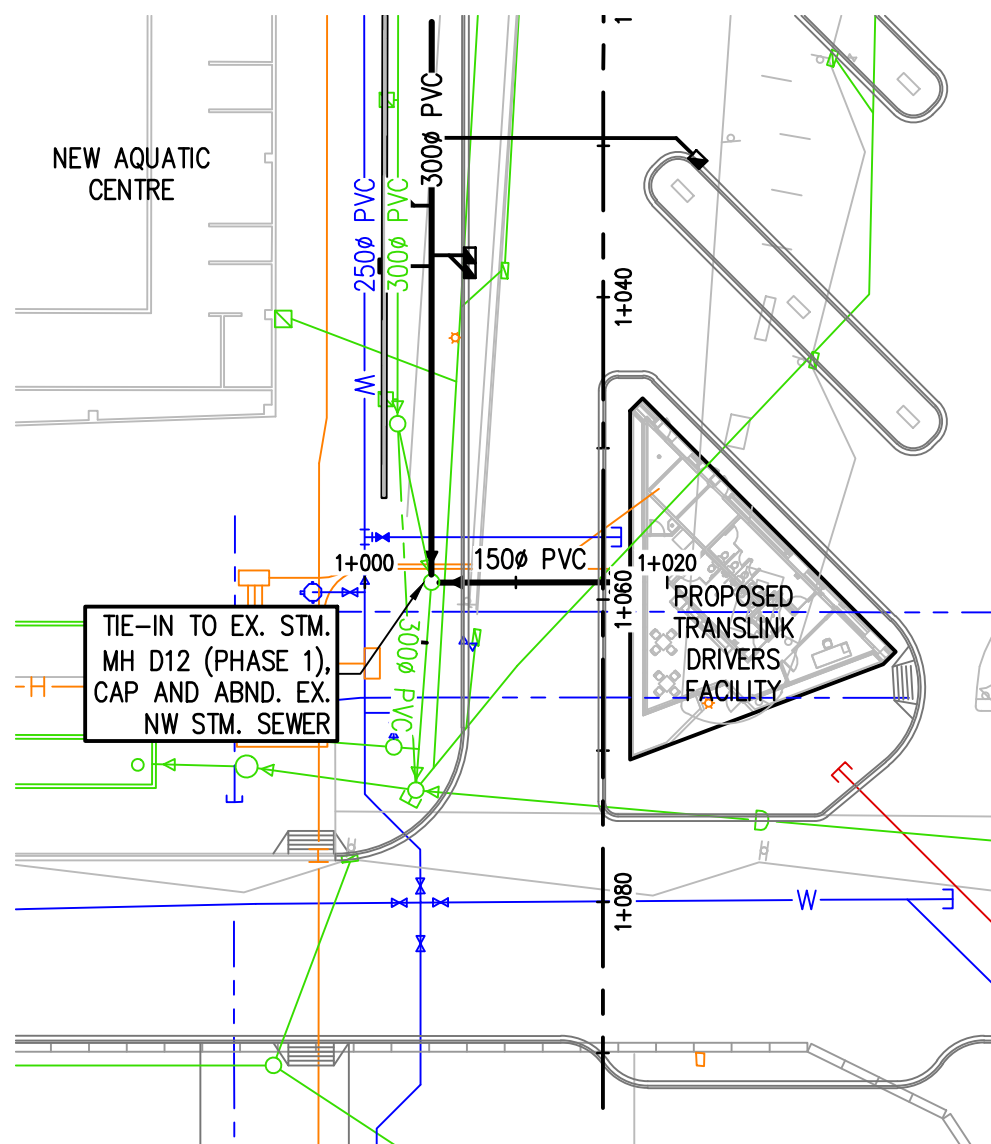 NEW AQUATIC
CENTRE
250ø PVC
300ø PVC
300ø PVC
W
1+040
1+000
150ø PVC
1+020
1+060
PROPOSED
TRANSLINK
DRIVERS
FACILITY
TIE-IN TO EX. STM.
MH D12 (PHASE 1),
CAP AND ABND. EX.
NW STM. SEWER
300ø PVC
H
D
H
W
1+080
1